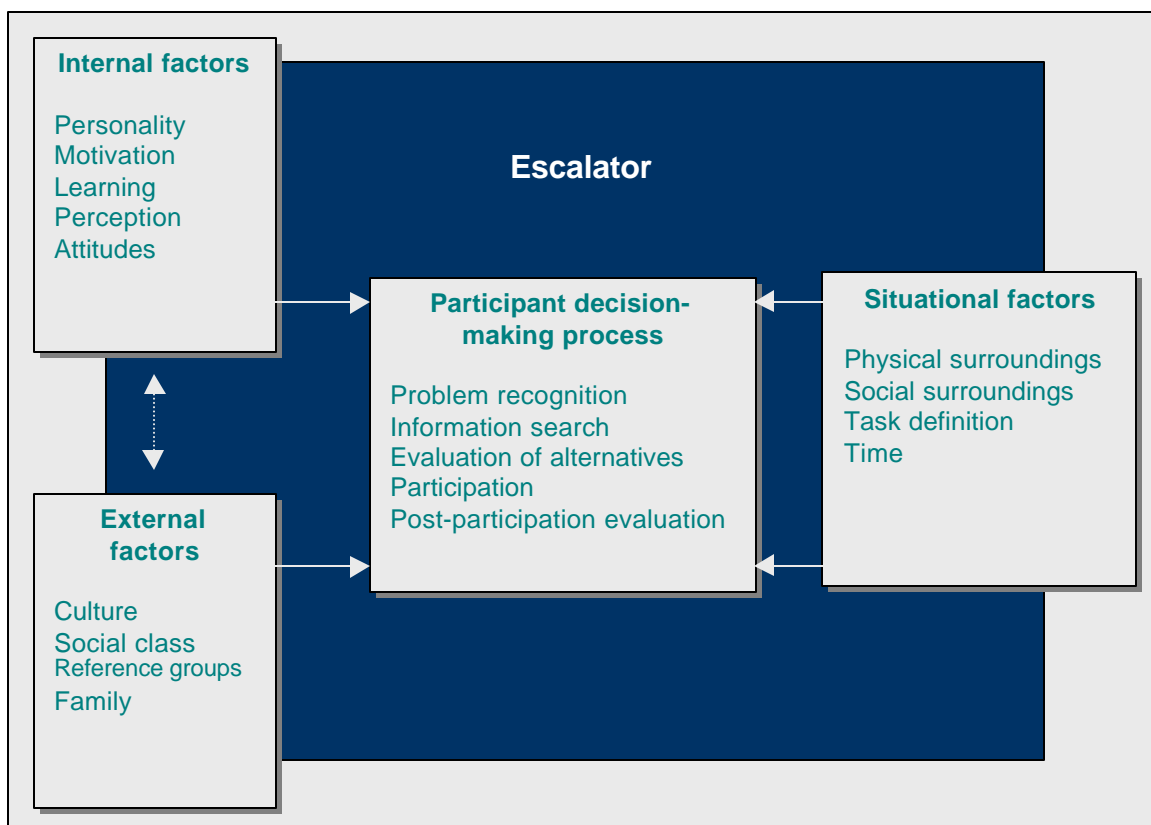 Internal factors
Personality
Motivation
Learning
Perception
Attitudes
Escalator
Participant decision-
making process
Problem recognition
Information search
Evaluation of alternatives
Participation
Post-participation evaluation
Situational factors
Physical surroundings
Social surroundings
Task definition
Time
External
factors
Culture
Social class
Reference groups
Family